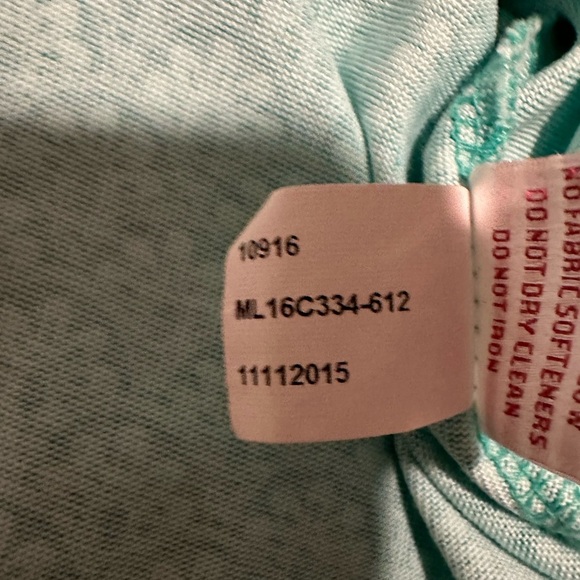 10916
ML16C334-612
11112015
NO FABRIC SOFTENERS
DO NOT DRY CLEAN
DO NOT IRON